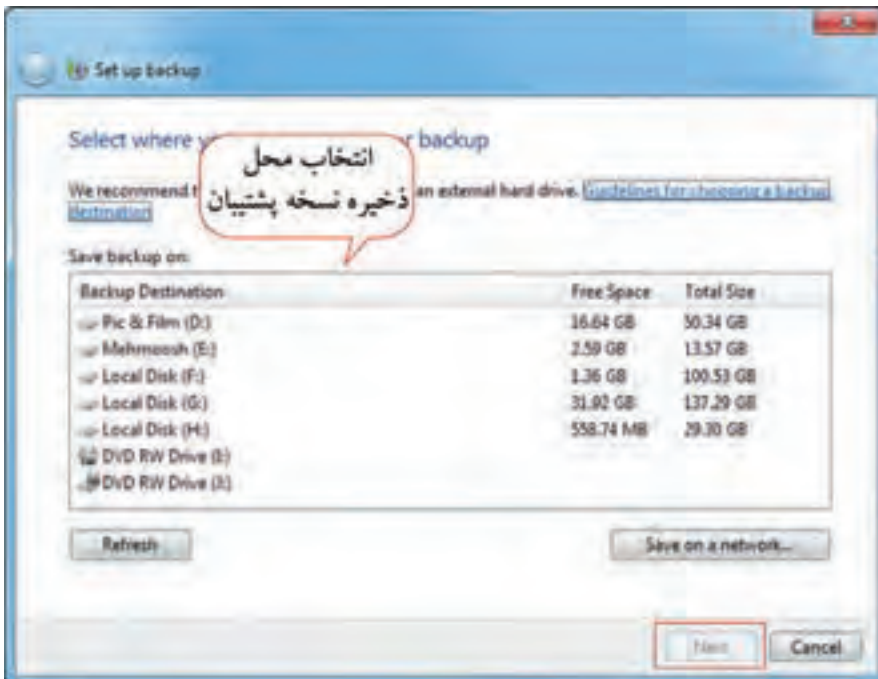 Set up backup
Select where y r backup
انتخاب محل
ذخیره نسخه پشتیبان
We recommend t an external hard drive. Guidelines for choosing a backup
destination
Save backup on:
Backup Destination Free Space Total Size
Pic & Film (D:) 16.64 GB 50.34 GB
Mehrnoosh (E:) 2.59 GB 13.57 GB
Local Disk (F:) 1.36 GB 100.53 GB
Local Disk (G:) 31.92 GB 137.29 GB
Local Disk (H:) 558.74 MB 29.30 GB
DVD RW Drive (I:)
DVD RW Drive (J:)
Refresh Save on a network...
Next Cancel